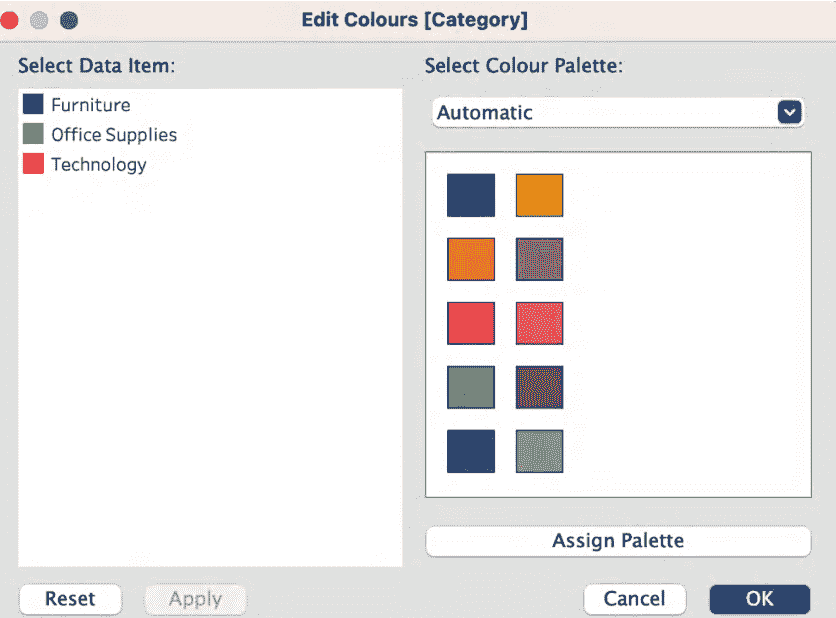 Edit Colours [Category]
Select Data Item:
Furniture
Office Supplies
Technology
Select Colour Palette:
Automatic
Assign Palette
Reset
Apply
Cancel
OK